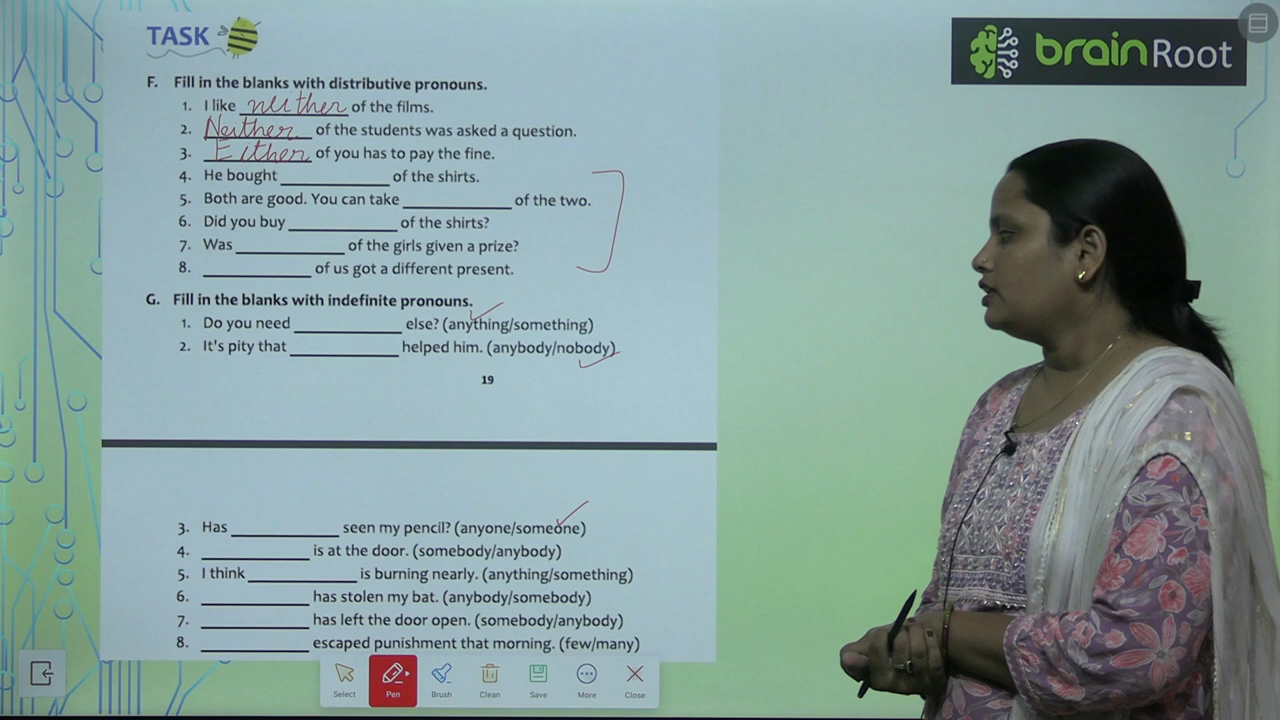 TASK
brainRoot
F. Fill in the blanks with distributive pronouns.
1. I like neither of the films.
2. Neither of the students was asked a question.
3. Either of you has to pay the fine.
4. He bought ____________ of the shirts.
5. Both are good. You can take ____________ of the two.
6. Did you buy ____________ of the shirts?
7. Was ____________ of the girls given a prize?
8. ____________ of us got a different present.
G. Fill in the blanks with indefinite pronouns.
1. Do you need ____________ else? (anything/something)
2. It's pity that ____________ helped him. (anybody/nobody)
19
3. Has ____________ seen my pencil? (anyone/someone)
4. ____________ is at the door. (somebody/anybody)
5. I think ____________ is burning nearly. (anything/something)
6. ____________ has stolen my bat. (anybody/somebody)
7. ____________ has left the door open. (somebody/anybody)
8. ____________ escaped punishment that morning. (few/many)
Select Pen Brush Clean Save More Close